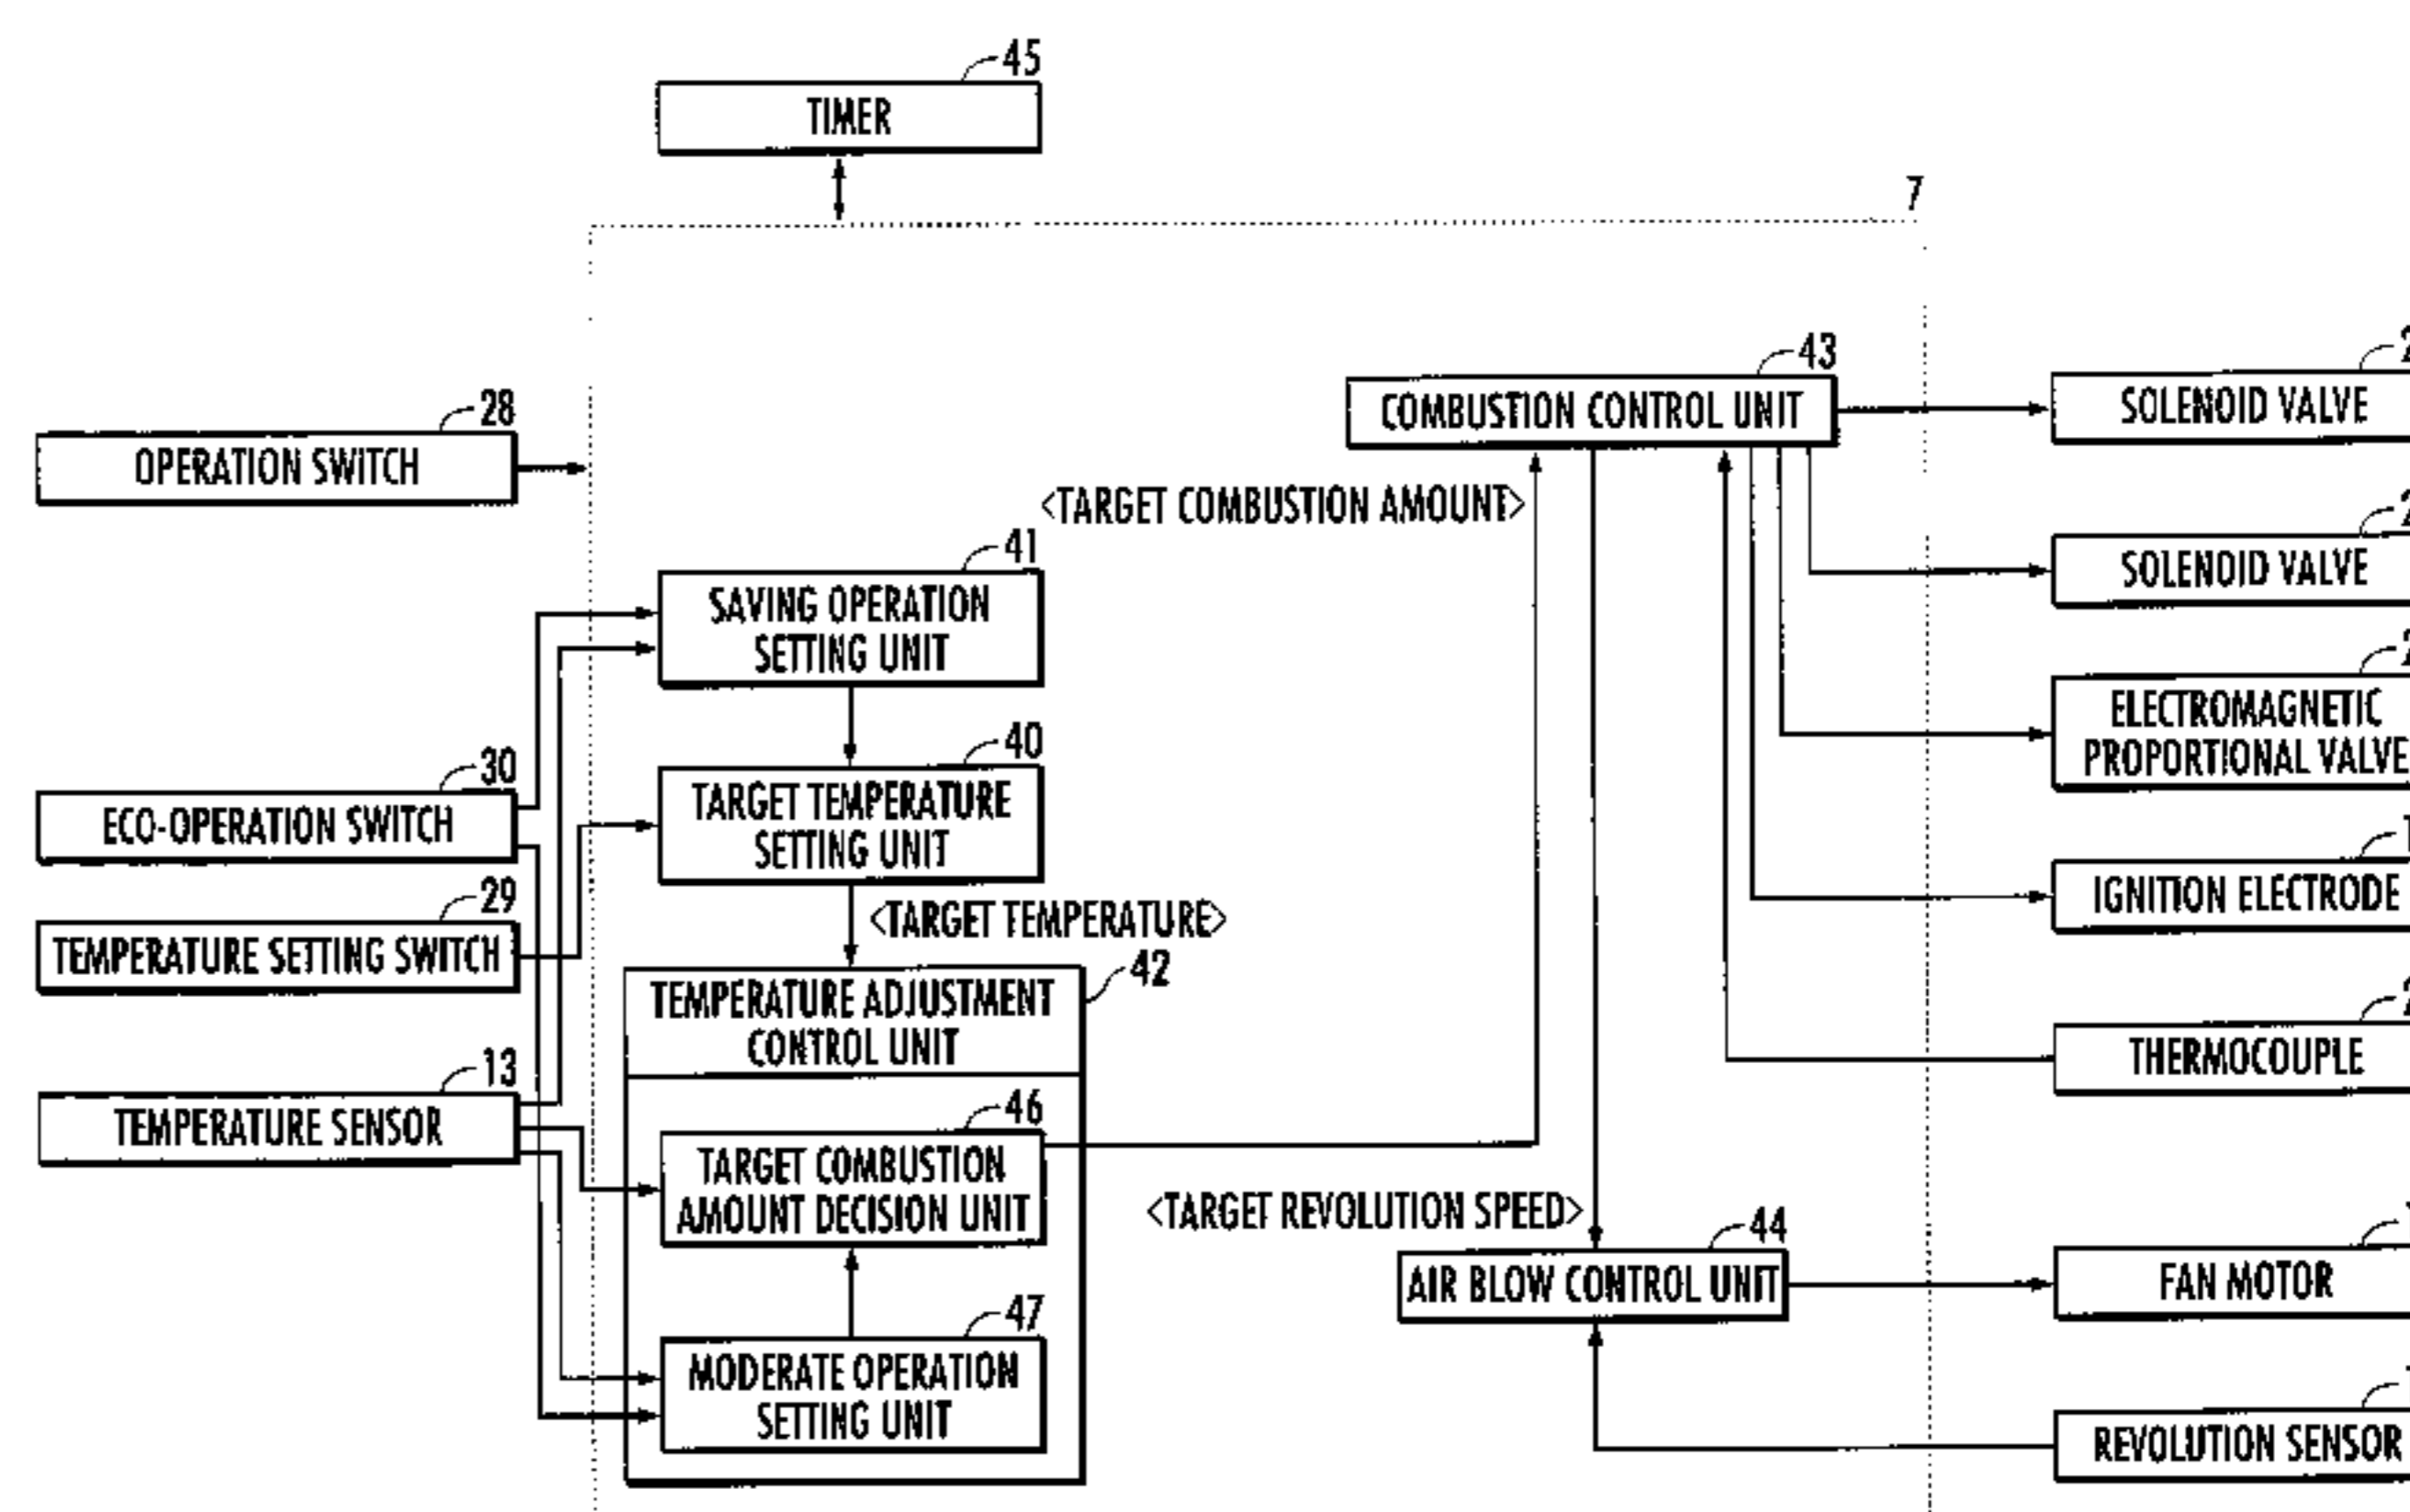 45
TIMER
7
28
OPERATION SWITCH
43
COMBUSTION CONTROL UNIT
SOLENOID VALVE
<TARGET COMBUSTION AMOUNT>
41
SAVING OPERATION
SETTING UNIT
SOLENOID VALVE
40
TARGET TEMPERATURE
SETTING UNIT
ELECTROMAGNETIC
PROPORTIONAL VALVE
30
ECO-OPERATION SWITCH
<TARGET TEMPERATURE>
IGNITION ELECTRODE
29
TEMPERATURE SETTING SWITCH
42
TEMPERATURE ADJUSTMENT
CONTROL UNIT
THERMOCOUPLE
13
TEMPERATURE SENSOR
46
TARGET COMBUSTION
AMOUNT DECISION UNIT
<TARGET REVOLUTION SPEED>
44
AIR BLOW CONTROL UNIT
FAN MOTOR
47
MODERATE OPERATION
SETTING UNIT
REVOLUTION SENSOR